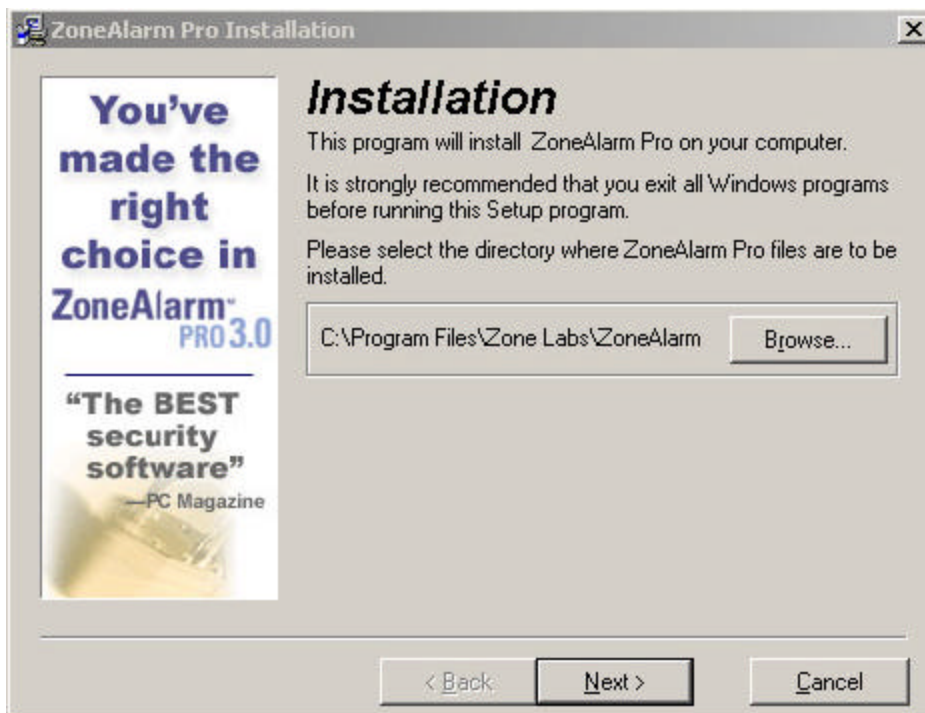 ZoneAlarm Pro Installation
You've
made the
right
choice in
ZoneAlarm™
PRO 3.0
“The BEST
security
software”
—PC Magazine
Installation
This program will install ZoneAlarm Pro on your computer.
It is strongly recommended that you exit all Windows programs
before running this Setup program.
Please select the directory where ZoneAlarm Pro files are to be
installed.
C:\Program Files\Zone Labs\ZoneAlarm
Browse...
< Back
Next >
Cancel